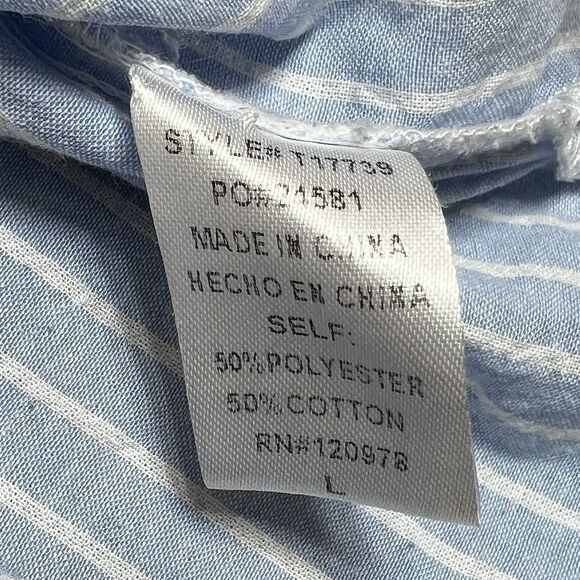 STYLE# T17739
PO#21581
MADE IN CHINA
HECHO EN CHINA
SELF:
50%POLYESTER
50%COTTON
RN#120978
L